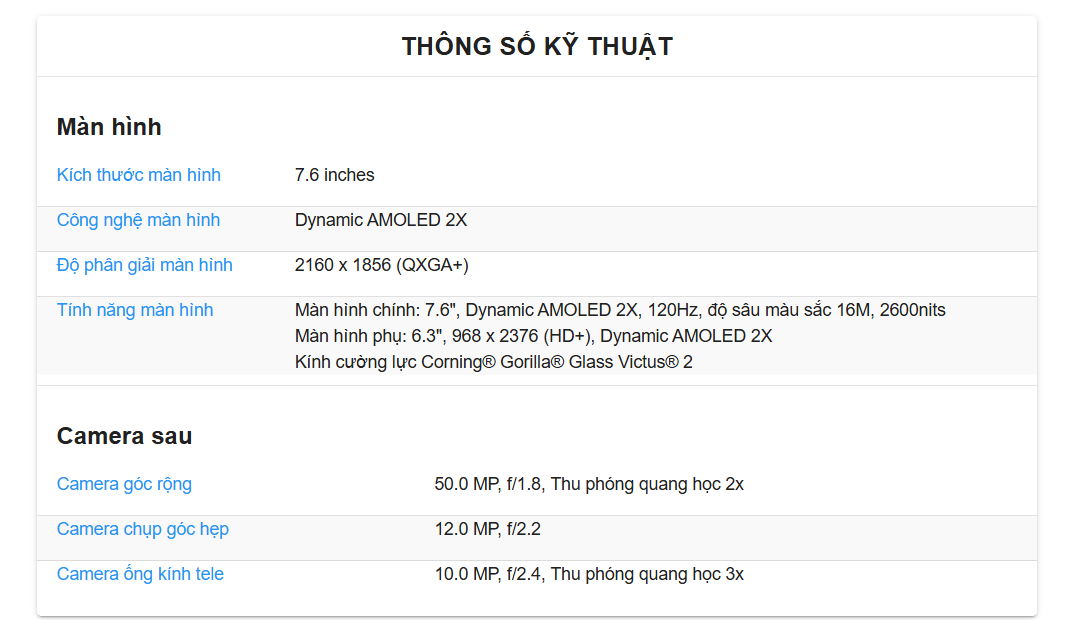 THÔNG SỐ KỸ THUẬT
Màn hình
Kích thước màn hình 7.6 inches
Công nghệ màn hình Dynamic AMOLED 2X
Độ phân giải màn hình 2160 x 1856 (QXGA+)
Tính năng màn hình Màn hình chính: 7.6", Dynamic AMOLED 2X, 120Hz, độ sâu màu sắc 16M, 2600nits
Màn hình phụ: 6.3", 968 x 2376 (HD+), Dynamic AMOLED 2X
Kính cường lực Corning® Gorilla® Glass Victus® 2
Camera sau
Camera góc rộng 50.0 MP, f/1.8, Thu phóng quang học 2x
Camera chụp góc hẹp 12.0 MP, f/2.2
Camera ống kính tele 10.0 MP, f/2.4, Thu phóng quang học 3x